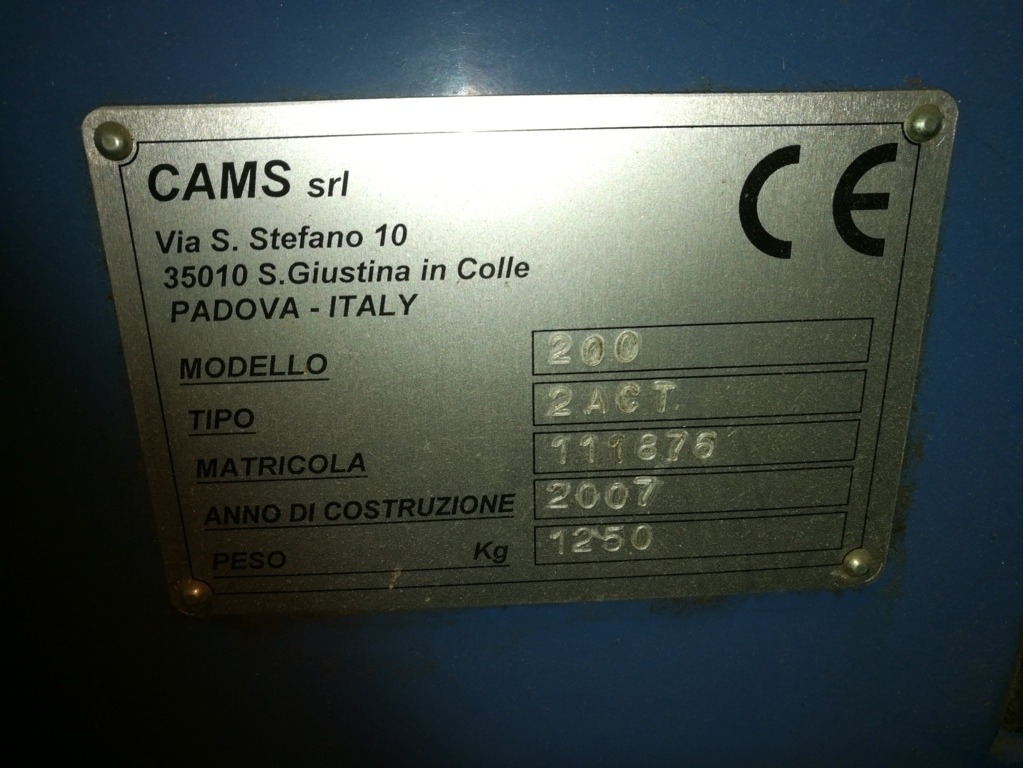 CAMS srl
CE
Via S. Stefano 10
35010 S.Giustina in Colle
PADOVA - ITALY
MODELLO 200
TIPO 2ACT
MATRICOLA 111876
ANNO DI COSTRUZIONE 2007
PESO Kg 1250